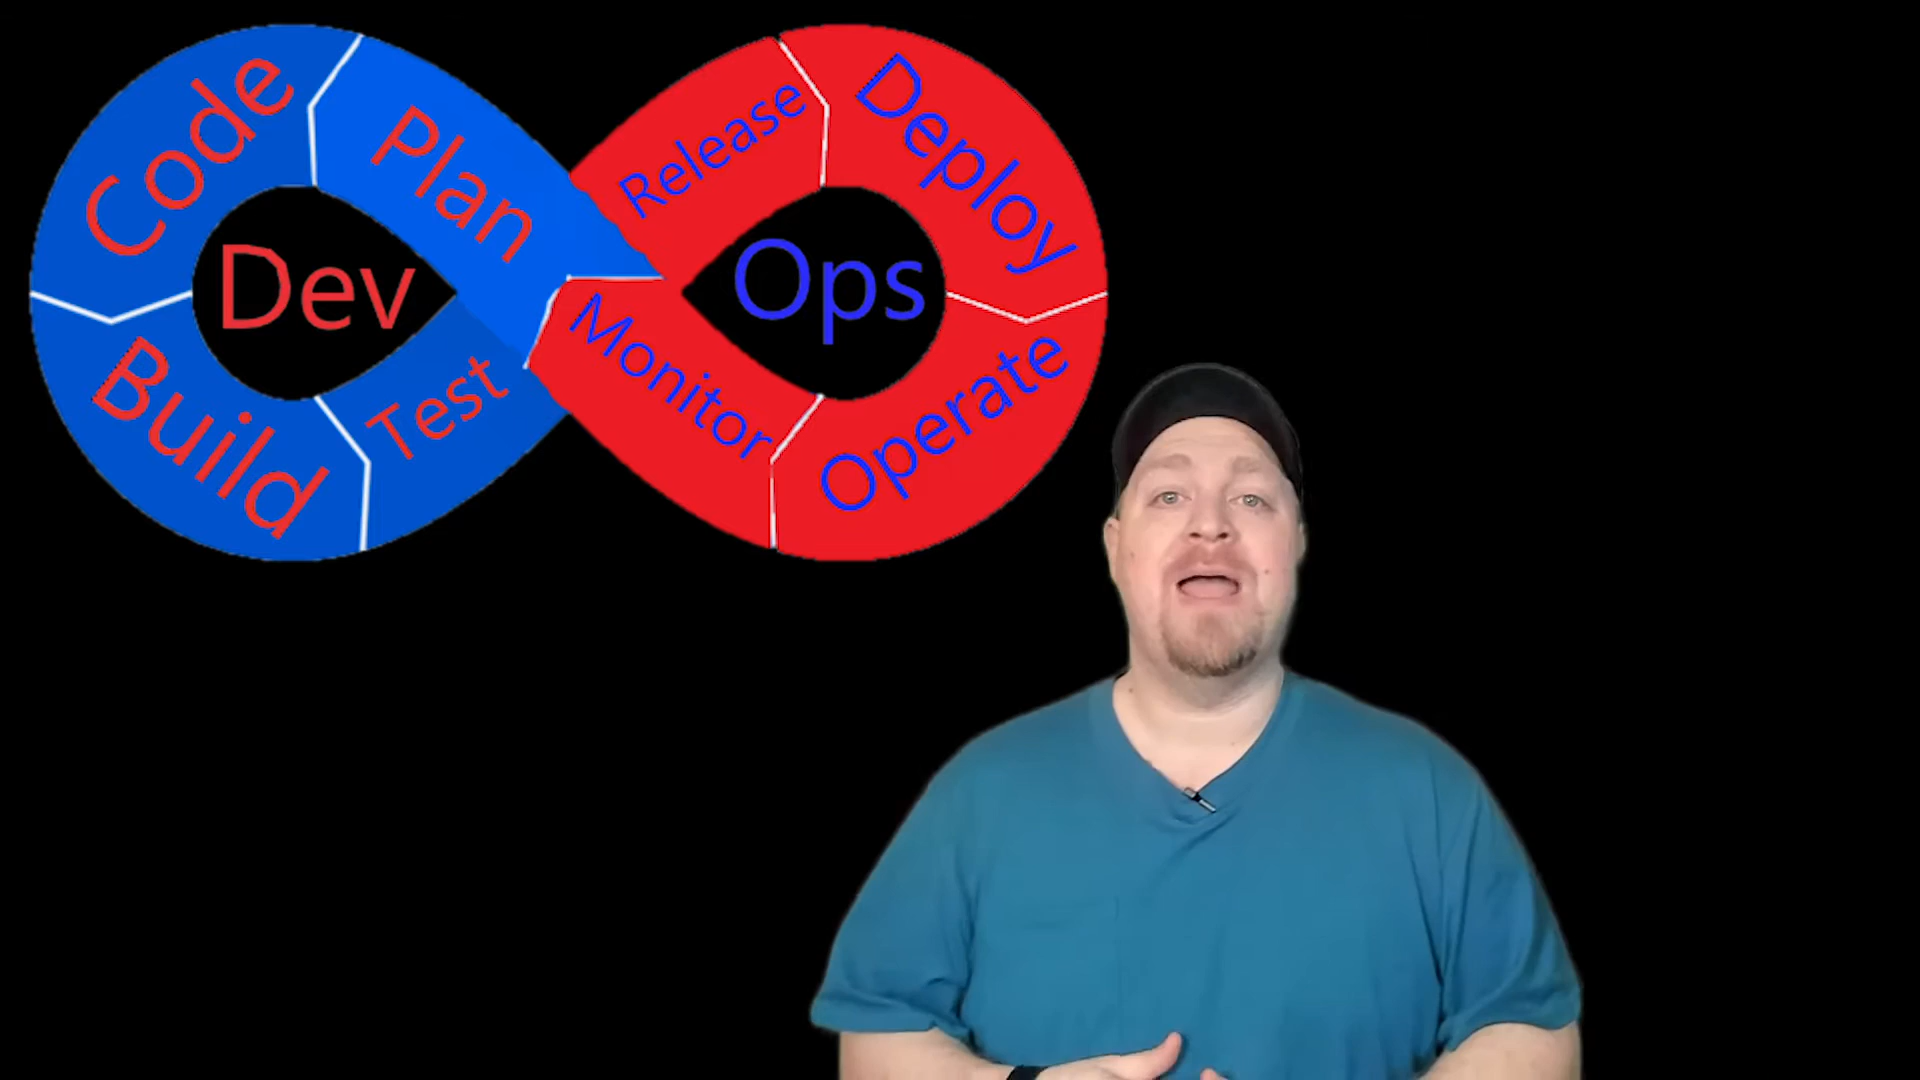 Code
Plan
Release
Deploy
Dev
Ops
Build
Test
Monitor
Operate